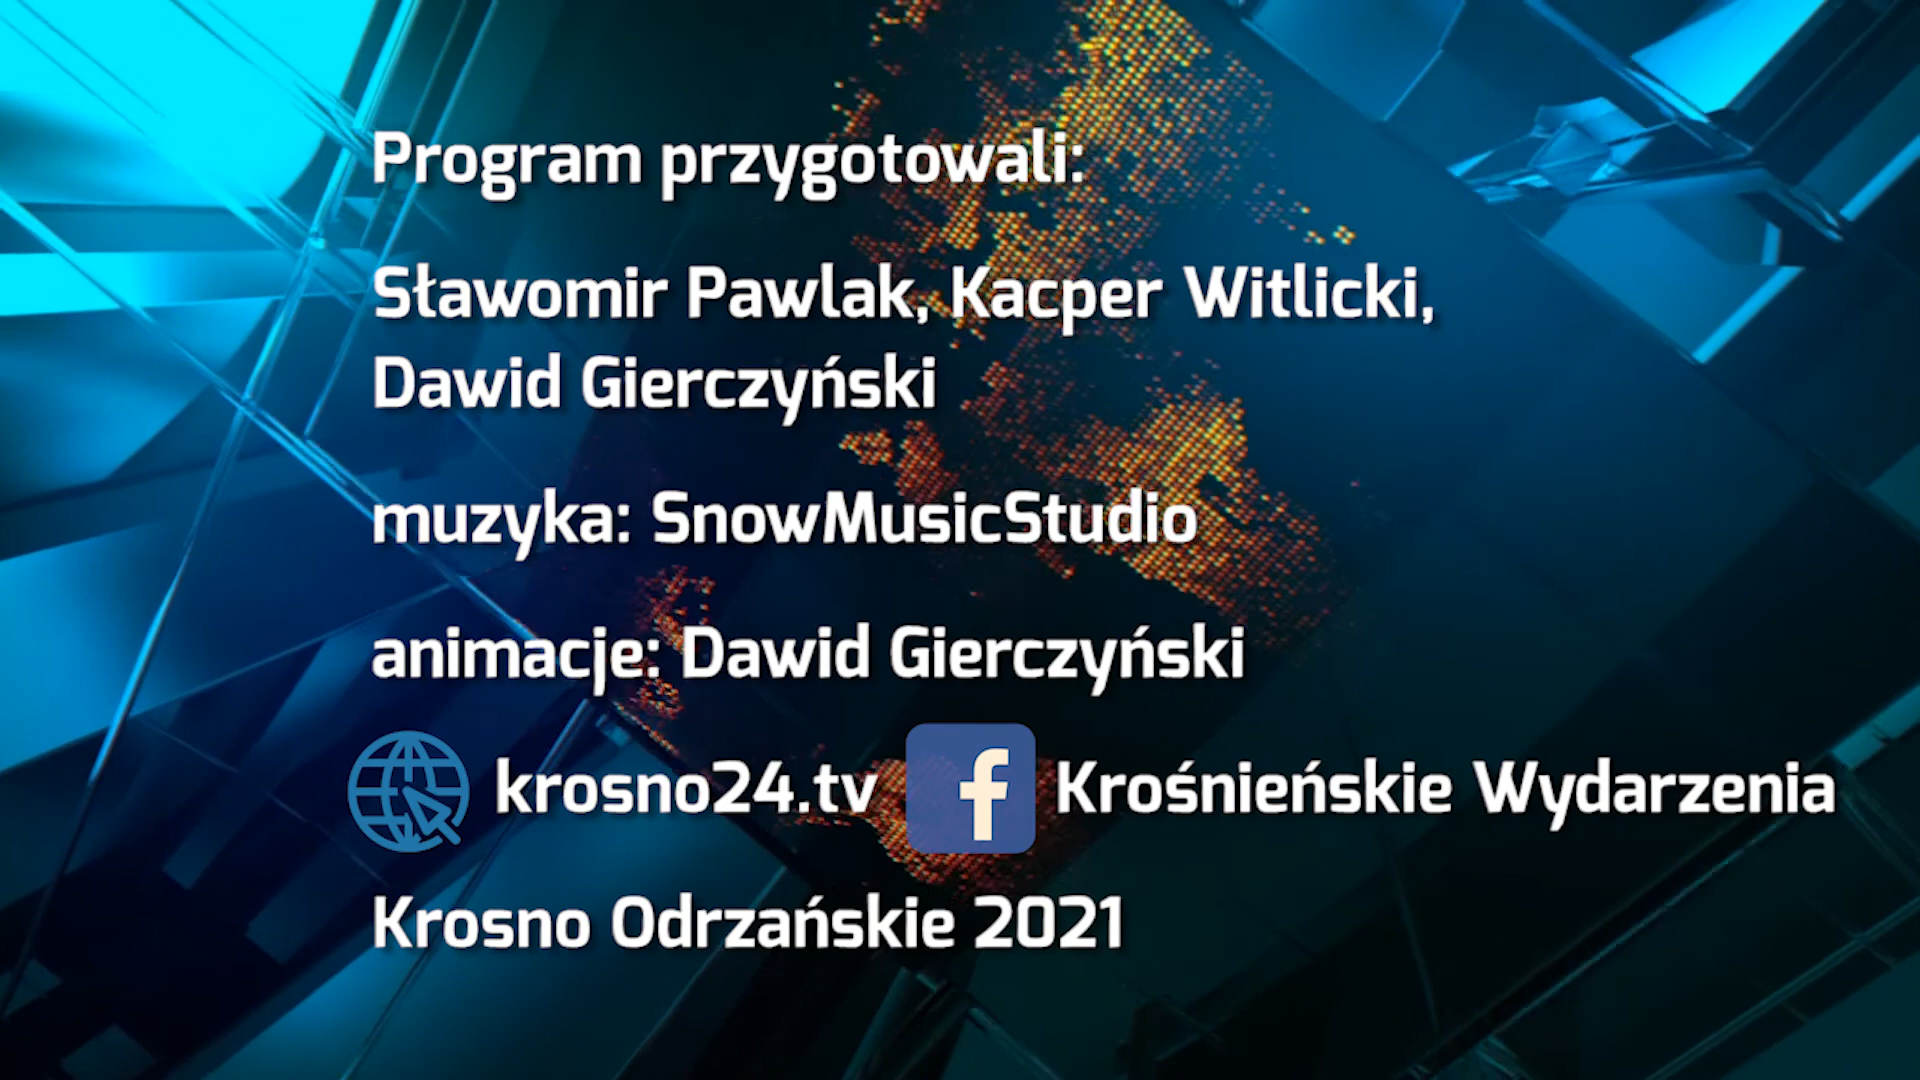 Program przygotowali:
Sławomir Pawlak, Kacper Witlicki,
Dawid Gierczyński
muzyka: SnowMusicStudio
animacje: Dawid Gierczyński
krosno24.tv f Krośnieńskie Wydarzenia
Krosno Odrzańskie 2021